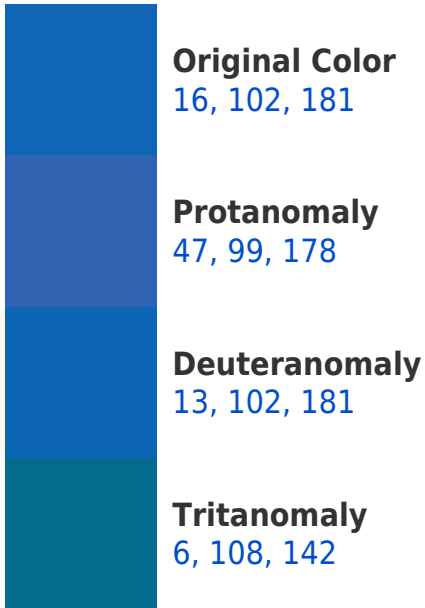 Original Color
16, 102, 181
Protanomaly
47, 99, 178
Deuteranomaly
13, 102, 181
Tritanomaly
6, 108, 142